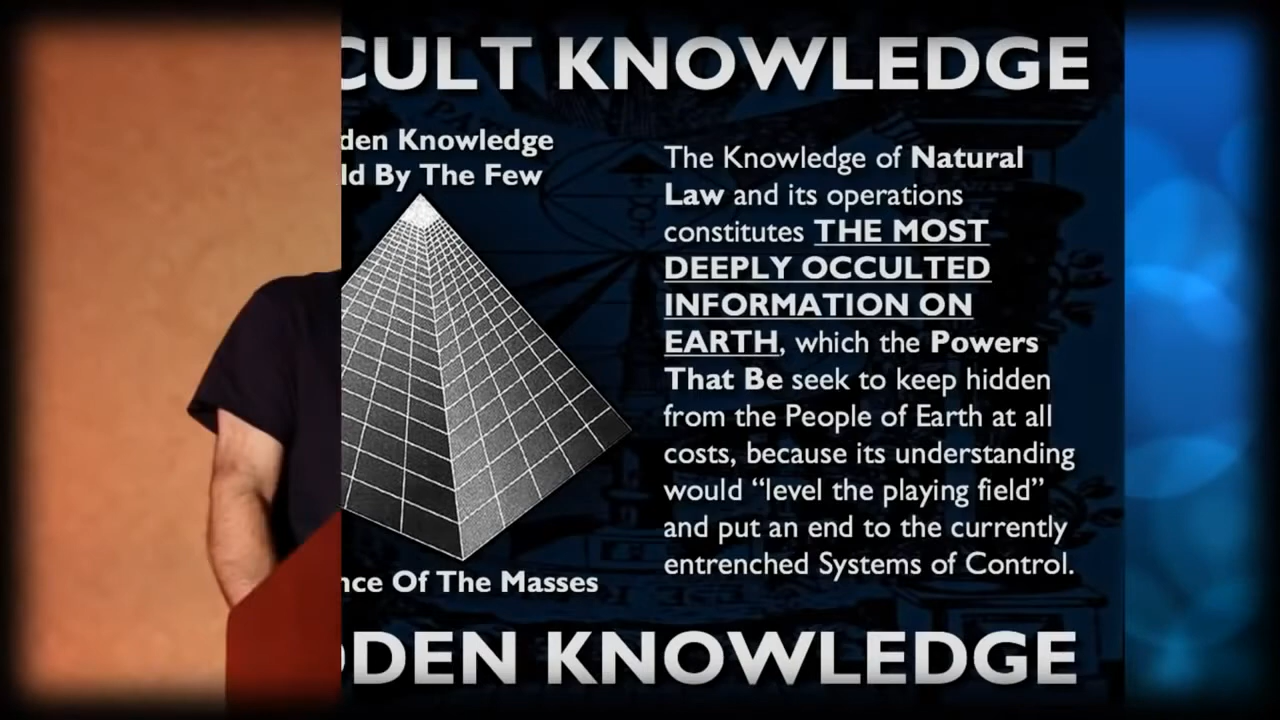 CULT KNOWLEDGE
den Knowledge
ld By The Few
The Knowledge of Natural
Law and its operations
constitutes THE MOST
DEEPLY OCCULTED
INFORMATION ON
EARTH, which the Powers
That Be seek to keep hidden
from the People of Earth at all
costs, because its understanding
would “level the playing field”
and put an end to the currently
entrenched Systems of Control.
nce Of The Masses
DDEN KNOWLEDGE